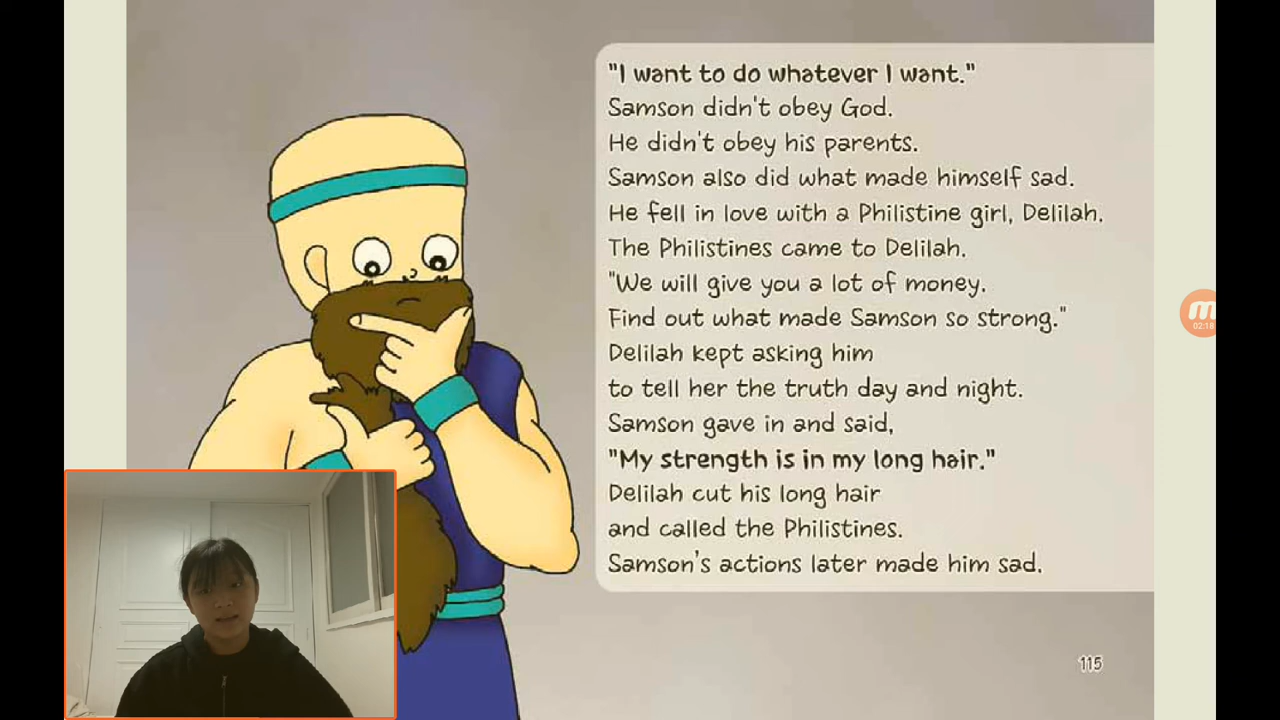 "I want to do whatever I want."
Samson didn't obey God.
He didn't obey his parents.
Samson also did what made himself sad.
He fell in love with a Philistine girl, Delilah.
The Philistines came to Delilah.
"We will give you a lot of money.
Find out what made Samson so strong."
Delilah kept asking him
to tell her the truth day and night.
Samson gave in and said,
"My strength is in my long hair."
Delilah cut his long hair
and called the Philistines.
Samson's actions later made him sad.
02:18
115